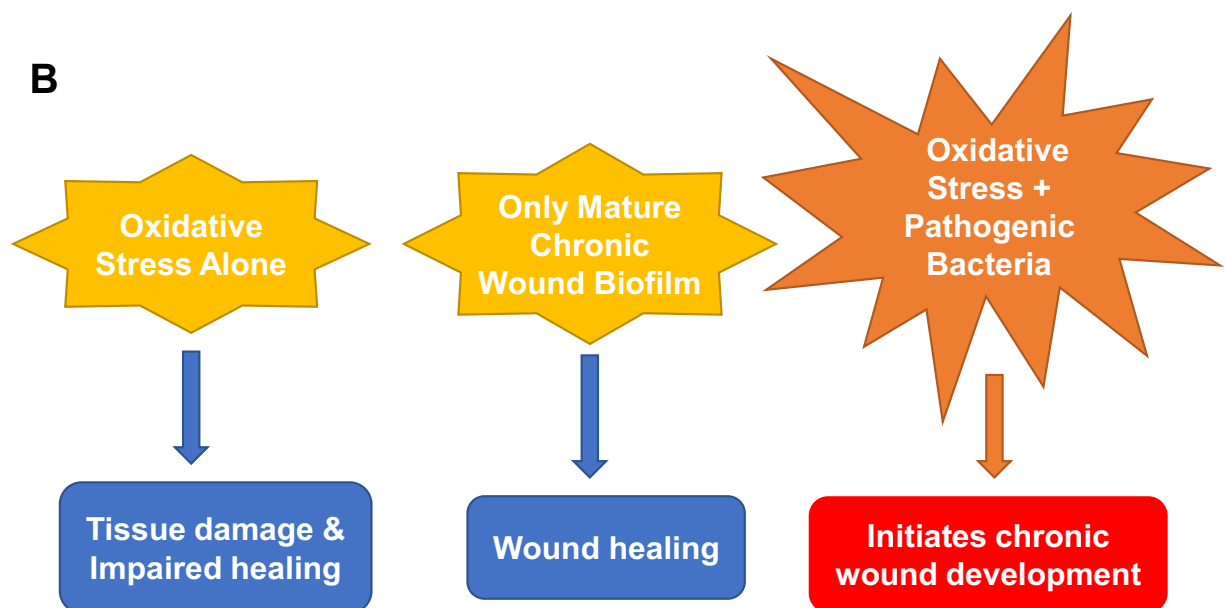 B
Oxidative
Stress Alone
Only Mature
Chronic
Wound Biofilm
Oxidative
Stress +
Pathogenic
Bacteria
Tissue damage &
Impaired healing
Wound healing
Initiates chronic
wound development